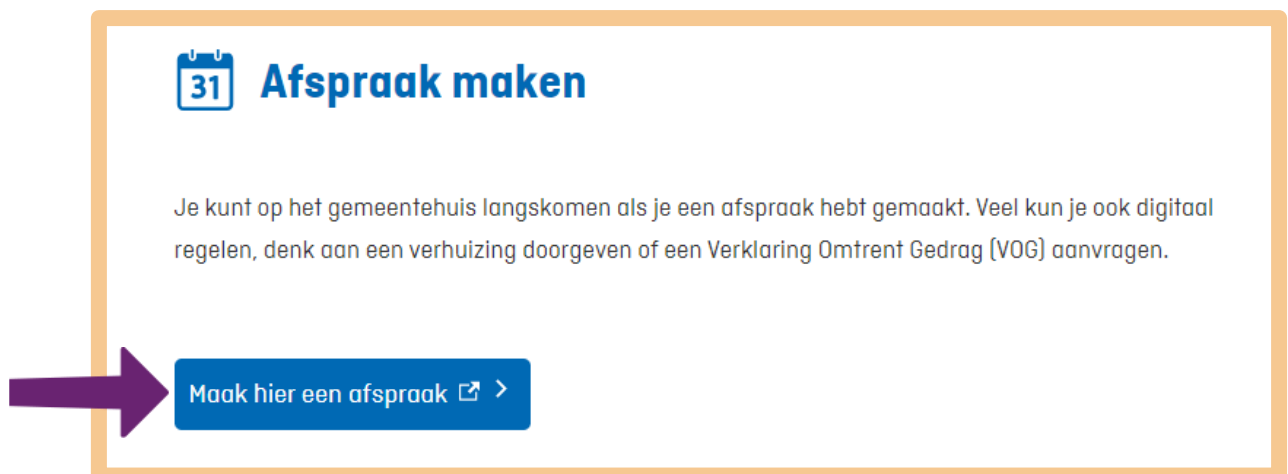 31 Afspraak maken
Je kunt op het gemeentehuis langskomen als je een afspraak hebt gemaakt. Veel kun je ook digitaal
regelen, denk aan een verhuizing doorgeven of een Verklaring Omtrent Gedrag (VOG) aanvragen.
Maak hier een afspraak